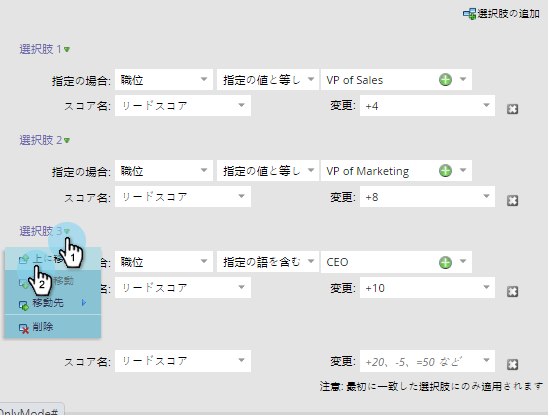 選択肢の追加
選択肢 1
指定の場合: 職位 指定の値と等し VP of Sales
スコア名: リードスコア 変更: +4
選択肢 2
指定の場合: 職位 指定の値と等し VP of Marketing
スコア名: リードスコア 変更: +8
選択肢 3
1
上に移
合: 職位 指定の語を含む CEO
2
移動
名: リードスコア 変更: +10
移動先
削除
スコア名: リードスコア 変更: +20、-5、=50 など
注意: 最初に一致した選択肢にのみ適用されます
OnlyMode#